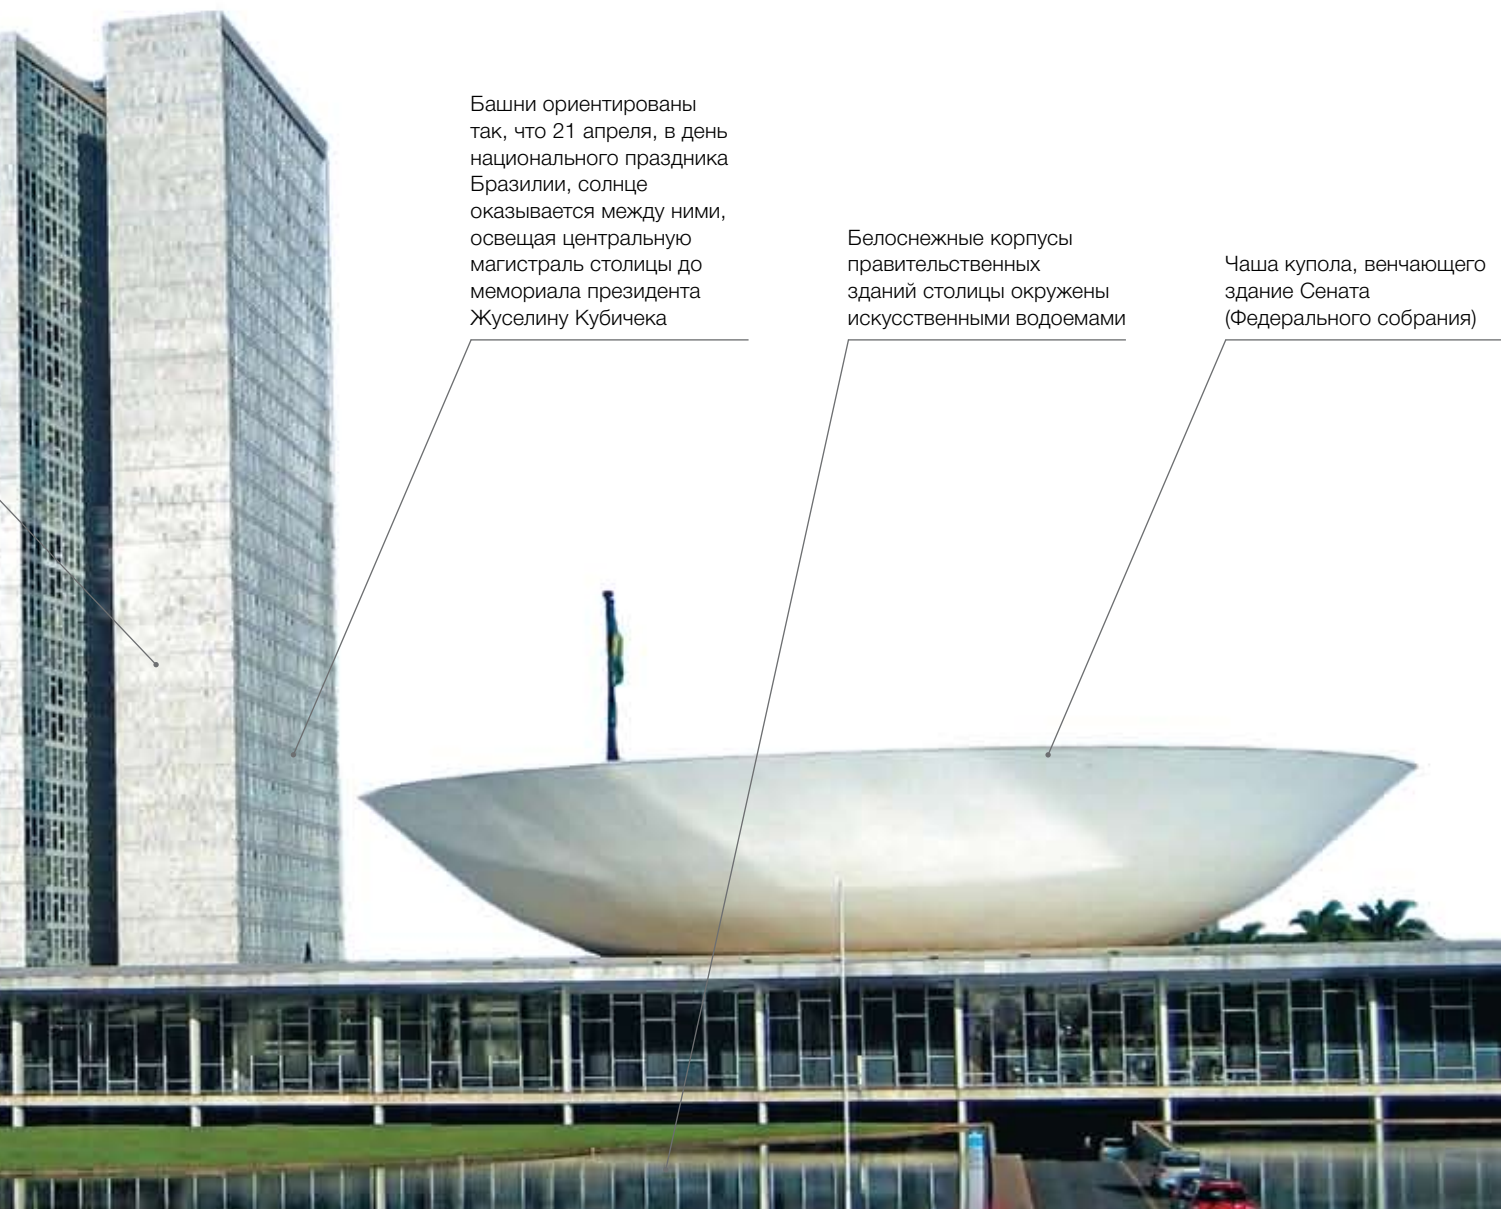 Башни ориентированы
так, что 21 апреля, в день
национального праздника
Бразилии, солнце
оказывается между ними,
освещая центральную
магистраль столицы до
мемориала президента
Жуселину Кубичека
Белоснежные корпусы
правительственных
зданий столицы окружены
искусственными водоемами
Чаша купола, венчающего
здание Сената
(Федерального собрания)